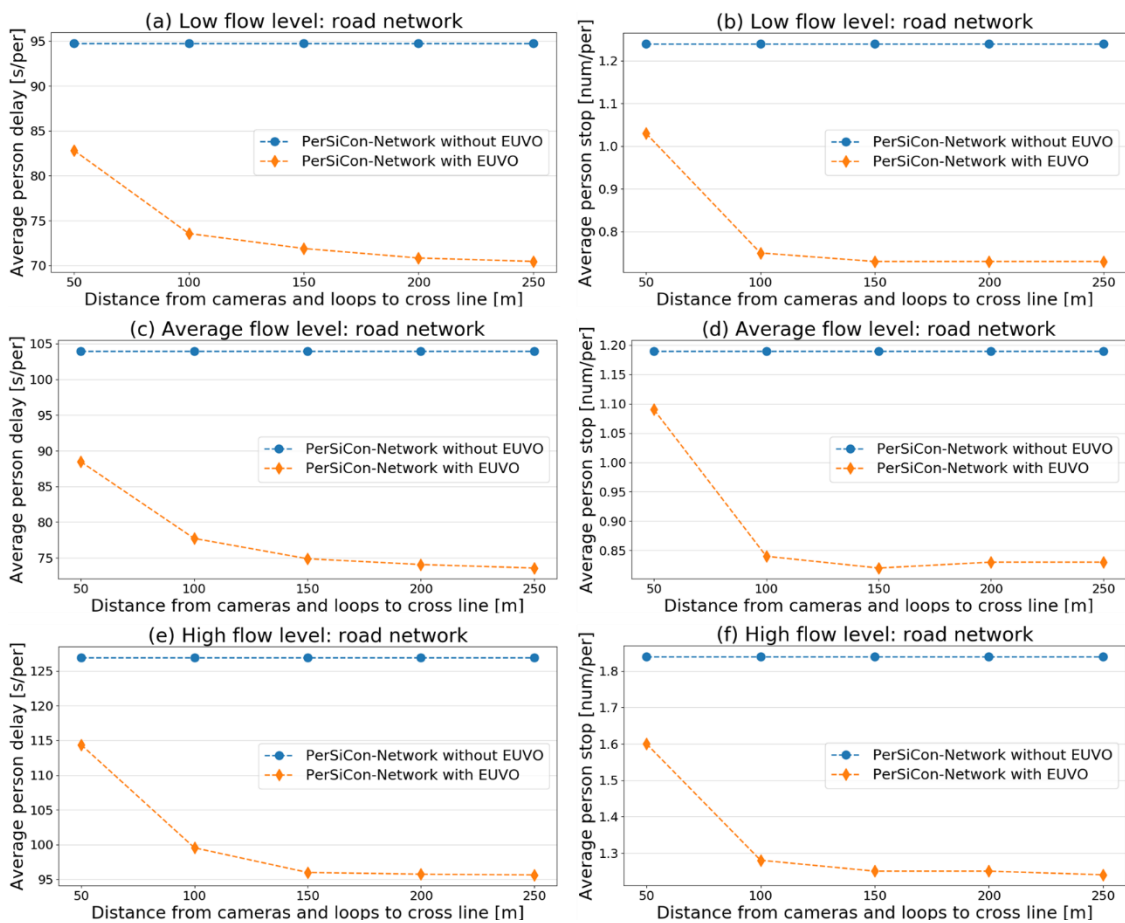 (a) Low flow level: road network
Average person delay [s/per]
95
90
85
80
75
70
PerSiCon-Network without EUVO
PerSiCon-Network with EUVO
50 100 150 200 250
Distance from cameras and loops to cross line [m]
(b) Low flow level: road network
Average person stop [num/per]
1.2
1.1
1.0
0.9
0.8
PerSiCon-Network without EUVO
PerSiCon-Network with EUVO
50 100 150 200 250
Distance from cameras and loops to cross line [m]
(c) Average flow level: road network
Average person delay [s/per]
105
100
95
90
85
80
75
PerSiCon-Network without EUVO
PerSiCon-Network with EUVO
50 100 150 200 250
Distance from cameras and loops to cross line [m]
(d) Average flow level: road network
Average person stop [num/per]
1.20
1.15
1.10
1.05
1.00
0.95
0.90
0.85
PerSiCon-Network without EUVO
PerSiCon-Network with EUVO
50 100 150 200 250
Distance from cameras and loops to cross line [m]
(e) High flow level: road network
Average person delay [s/per]
125
120
115
110
105
100
95
PerSiCon-Network without EUVO
PerSiCon-Network with EUVO
50 100 150 200 250
Distance from cameras and loops to cross line [m]
(f) High flow level: road network
Average person stop [num/per]
1.8
1.7
1.6
1.5
1.4
1.3
PerSiCon-Network without EUVO
PerSiCon-Network with EUVO
50 100 150 200 250
Distance from cameras and loops to cross line [m]